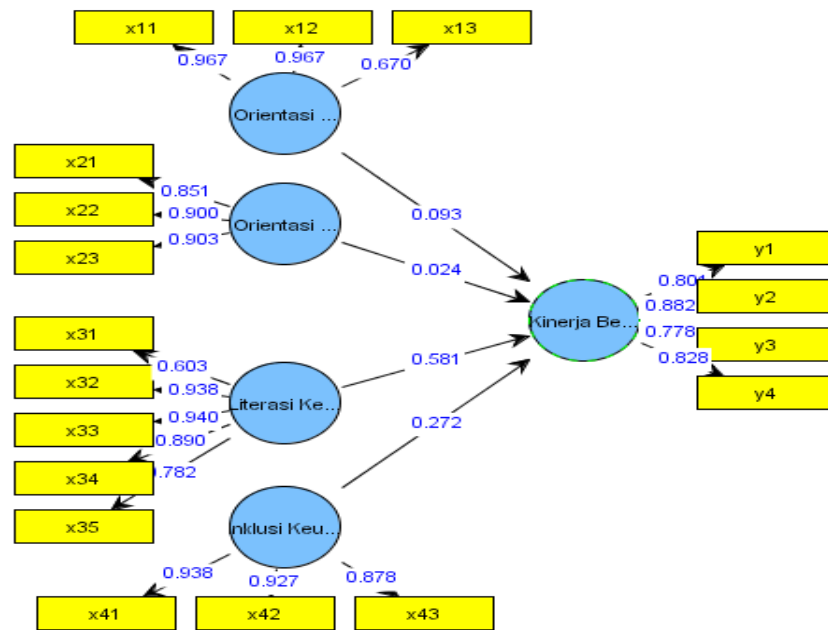 x11
x12
x13
0.967
0.967
0.670
Orientasi ...
x21
x22
x23
0.851
0.900
0.903
Orientasi ...
0.093
0.024
y1
y2
y3
y4
0.882
0.778
0.828
Kinerja Be...
x31
x32
x33
x34
x35
0.603
0.938
0.940
0.890
0.782
Literasi Ke...
0.581
0.272
nklusi Keu...
0.938
0.927
0.878
x41
x42
x43